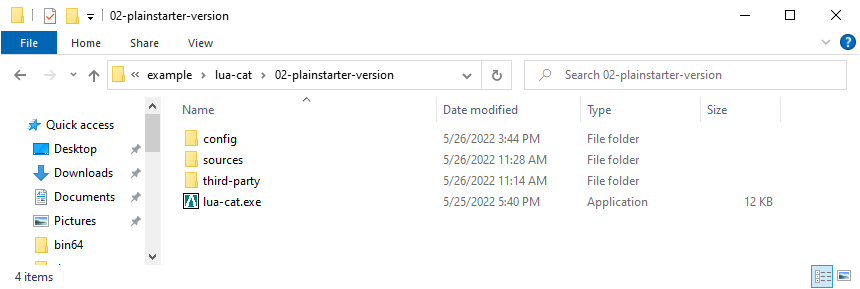 02-plainstarter-version
File Home Share View
« example › lua-cat › 02-plainstarter-version Search 02-plainstarter-version
Name Date modified Type Size
Quick access
Desktop
Downloads
Documents
Pictures
bin64
config 5/26/2022 3:44 PM File folder
sources 5/26/2022 11:28 AM File folder
third-party 5/26/2022 11:14 AM File folder
lua-cat.exe 5/25/2022 5:40 PM Application 12 KB
4 items